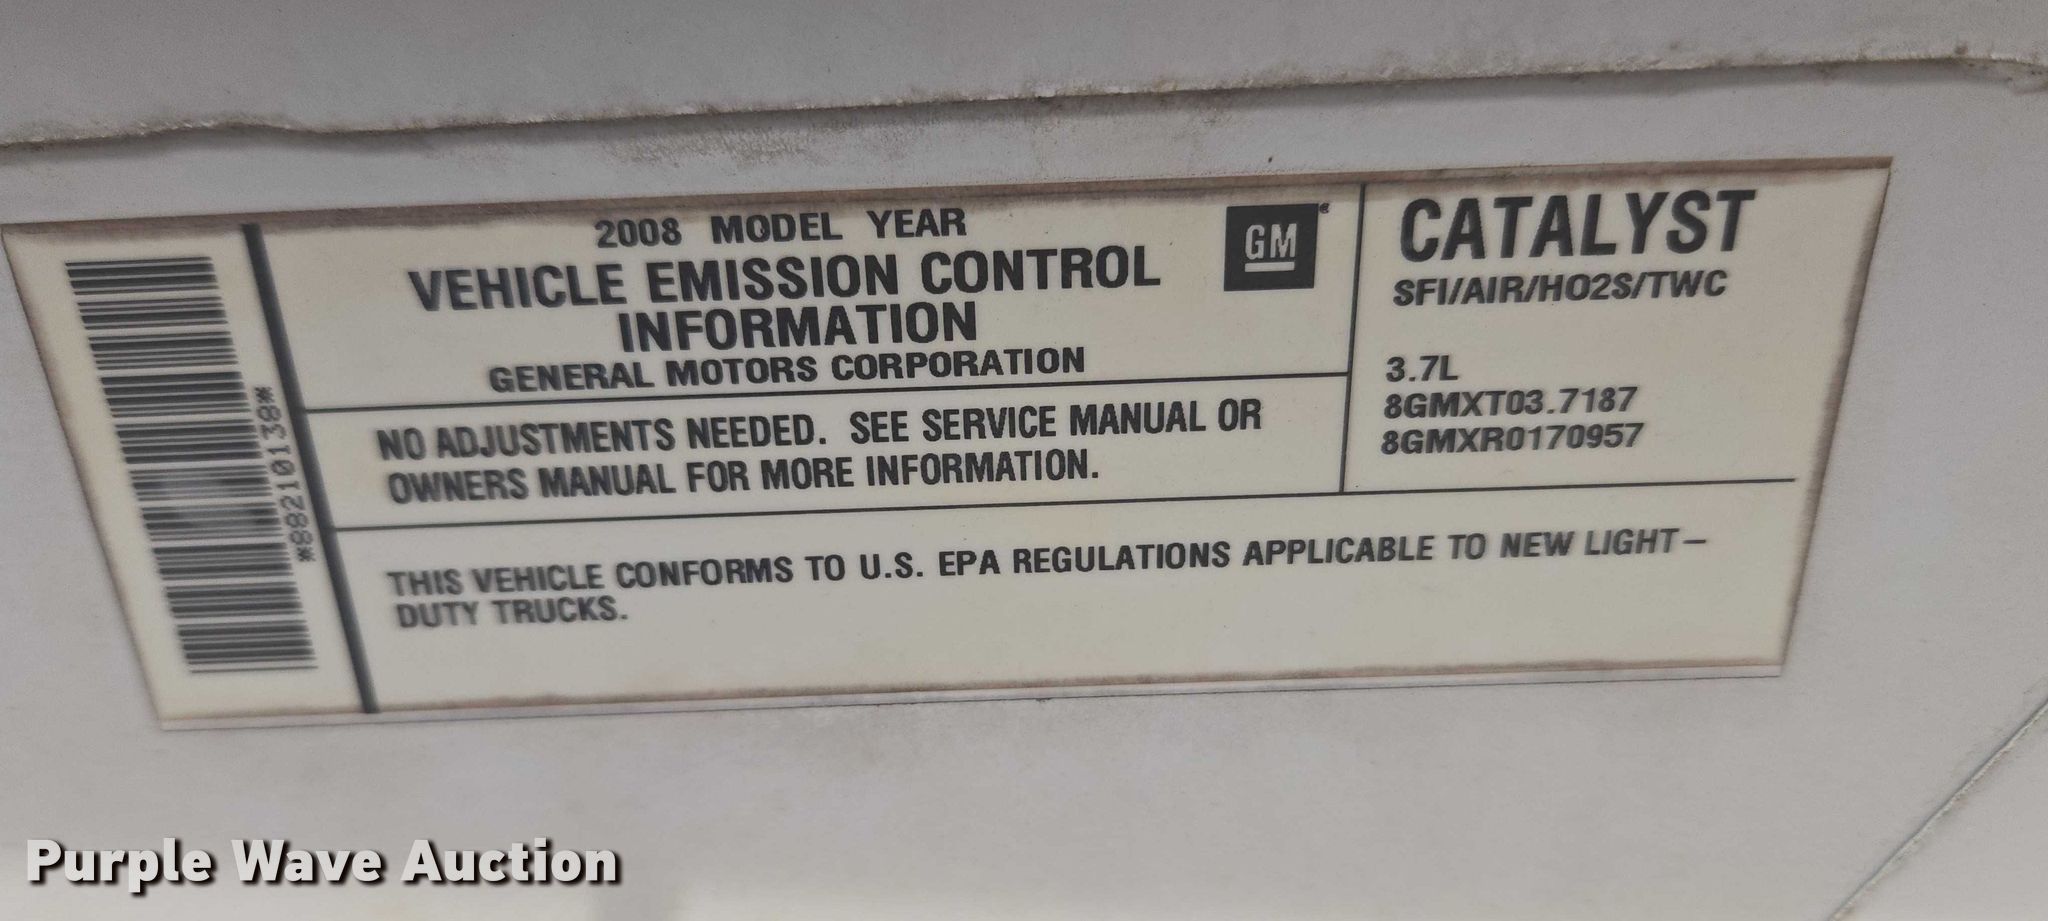 *88210138*
2008 MODEL YEAR
VEHICLE EMISSION CONTROL
INFORMATION
GENERAL MOTORS CORPORATION
GM
NO ADJUSTMENTS NEEDED. SEE SERVICE MANUAL OR
OWNERS MANUAL FOR MORE INFORMATION.
CATALYST
SFI/AIR/HO2S/TWC
3.7L
8GMXT03.7187
8GMXR0170957
THIS VEHICLE CONFORMS TO U.S. EPA REGULATIONS APPLICABLE TO NEW LIGHT-
DUTY TRUCKS.
Purple Wave Auction